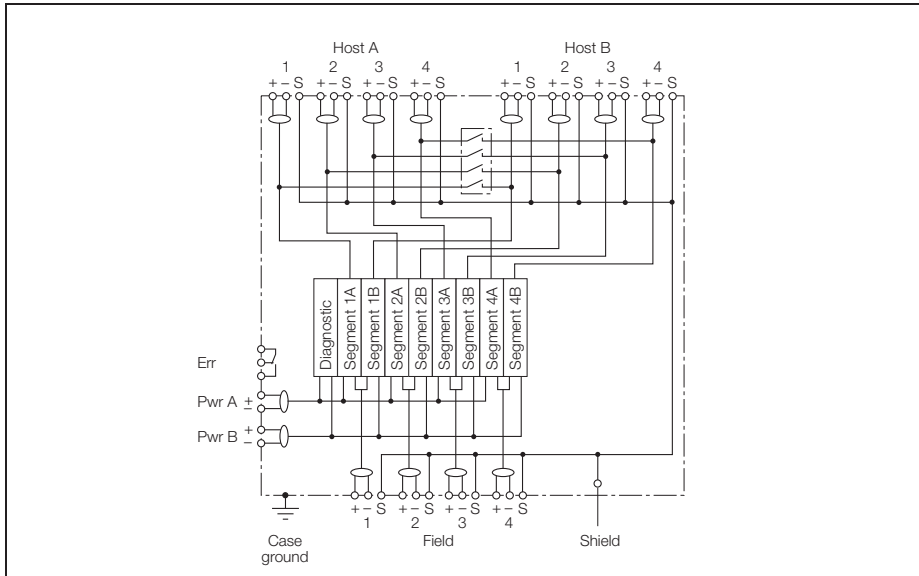 Host A
Host B
1 2 3 4 1 2 3 4
+ − S + − S + − S + − S + − S + − S + − S + − S
Diagnostic
Segment 1A
Segment 1B
Segment 2A
Segment 2B
Segment 3A
Segment 3B
Segment 4A
Segment 4B
Err
Pwr A + −
Pwr B + −
+ − S + − S + − S + − S
1 2 3 4
Case
ground
Field
Shield